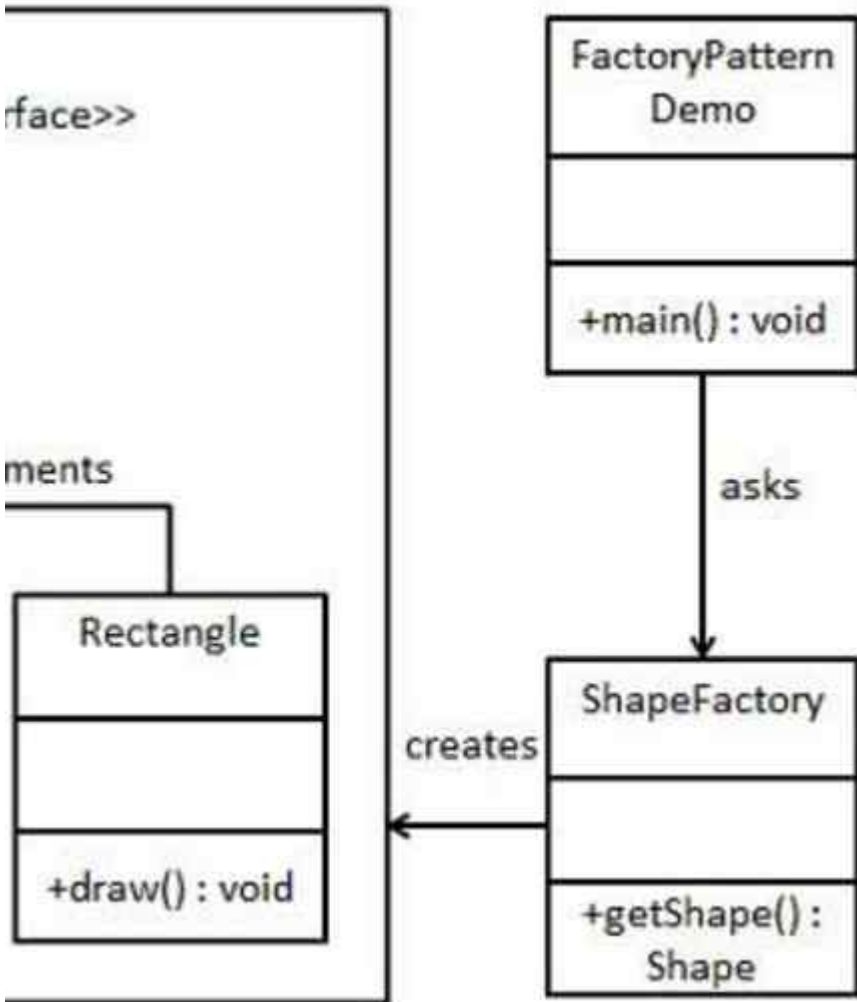 rface>>
ments
Rectangle
+draw() : void
creates
FactoryPattern
Demo
+main() : void
asks
ShapeFactory
+getShape() :
Shape